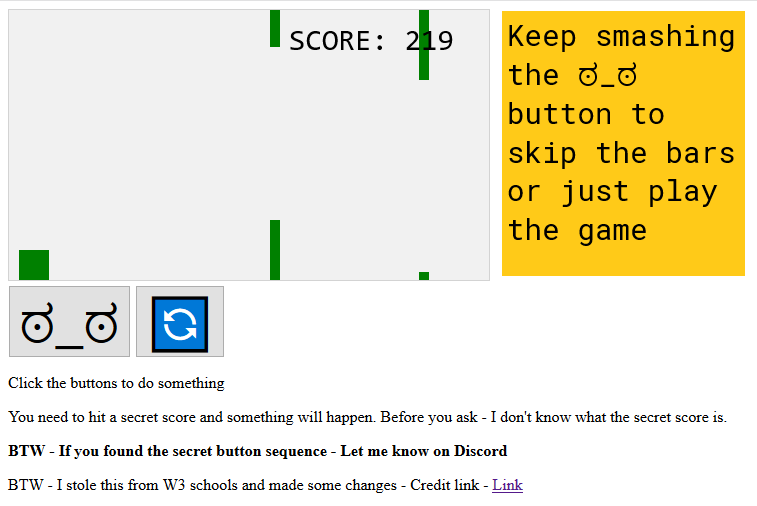 SCORE: 219
Keep smashing
the ಠ_ಠ
button to
skip the bars
or just play
the game
ಠ_ಠ
Click the buttons to do something
You need to hit a secret score and something will happen. Before you ask - I don't know what the secret score is.
BTW - If you found the secret button sequence - Let me know on Discord
BTW - I stole this from W3 schools and made some changes - Credit link - Link